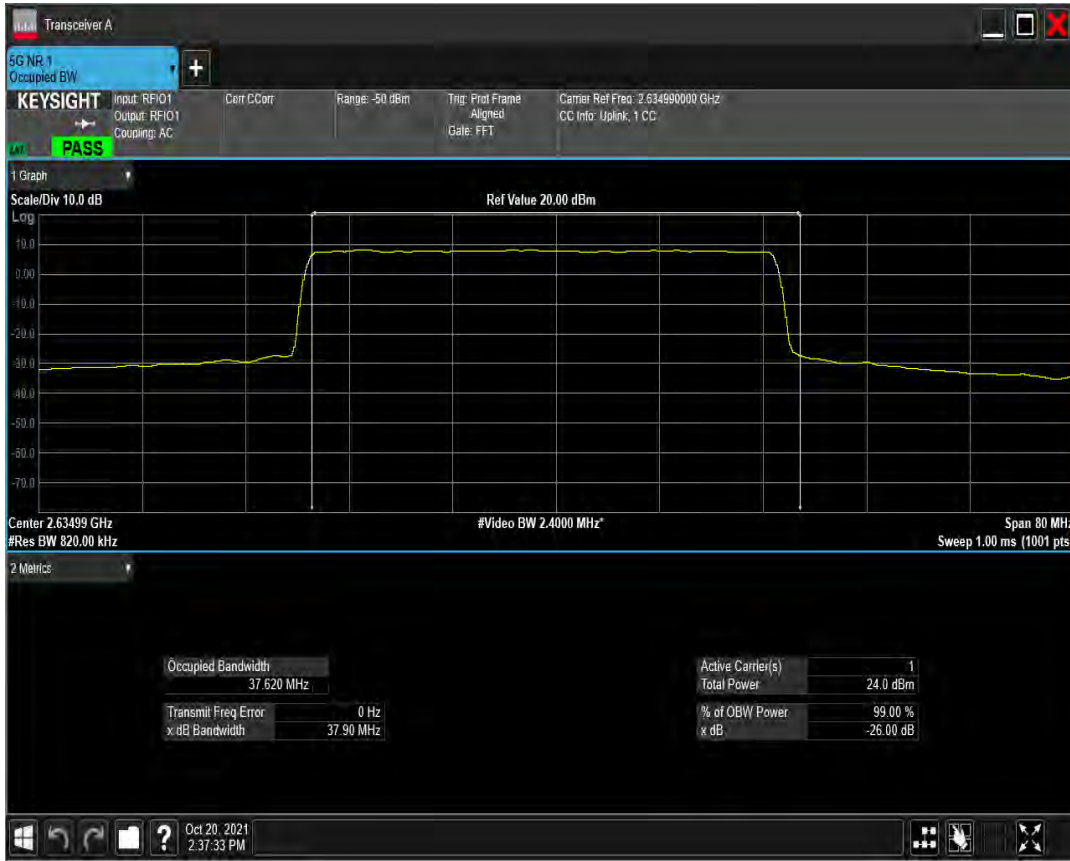 Transceiver A
5G NR 1
Occupied BW
+
KEYSIGHT
PASS
Input: RFIO1
Output: RFIO1
Coupling: AC
Corr CCorr
Range: -50 dBm
Trig: Prot Frame
Aligned
Gate: FFT
Carrier Ref Freq: 2.634990000 GHz
CC Info: Uplink, 1 CC
1 Graph
Scale/Div 10.0 dB
Ref Value 20.00 dBm
Log
10.0
0.00
-10.0
-20.0
-30.0
-40.0
-50.0
-60.0
-70.0
Center 2.63499 GHz
#Video BW 2.4000 MHz*
Span 80 MHz
#Res BW 820.00 kHz
Sweep 1.00 ms (1001 pts
2 Metrics
Occupied Bandwidth
37.620 MHz
Transmit Freq Error 0 Hz
x dB Bandwidth 37.90 MHz
Active Carrier(s) 1
Total Power 24.0 dBm
% of OBW Power 99.00 %
x dB -26.00 dB
?
Oct 20, 2021
2:37:33 PM